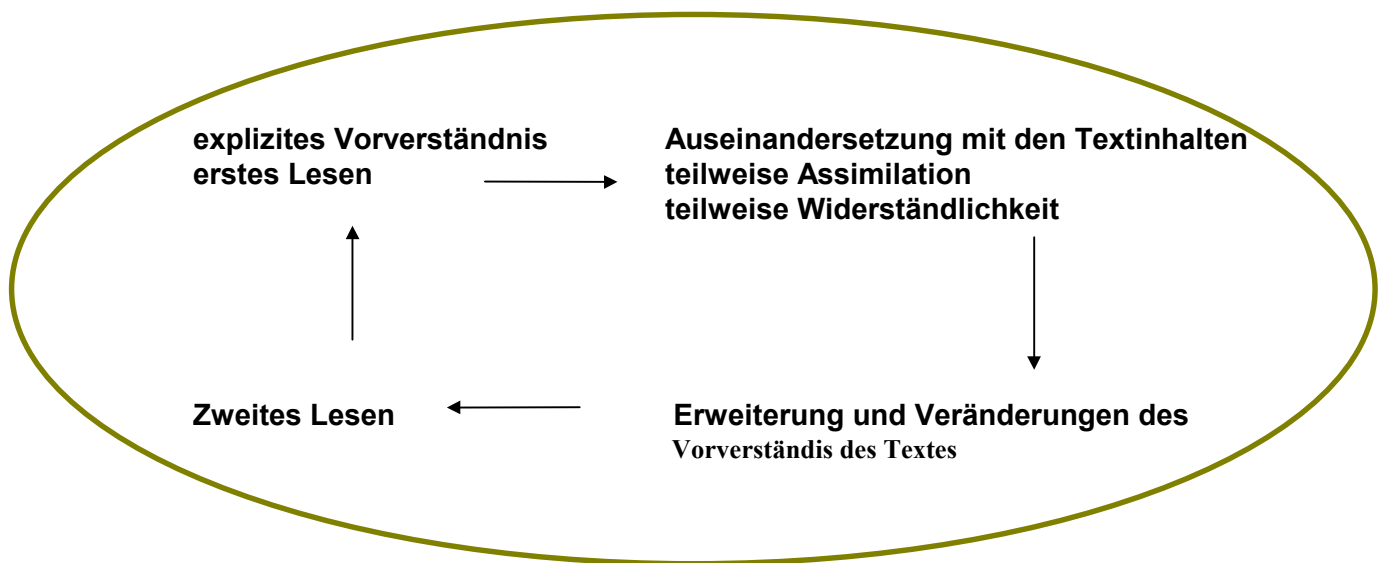 explizites Vorverständnis
erstes Lesen
Auseinandersetzung mit den Textinhalten
teilweise Assimilation
teilweise Widerständlichkeit
Zweites Lesen
Erweiterung und Veränderungen des
Vorverständis des Textes